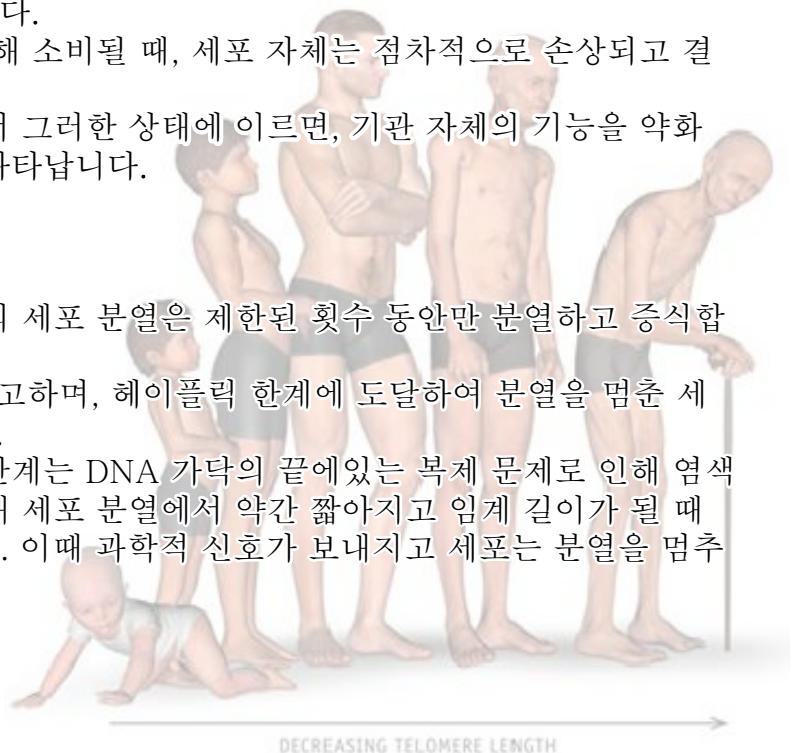 다.
해 소비될 때, 세포 자체는 점차적으로 손상되고 결
그러한 상태에 이르면, 기관 자체의 기능을 약화
타납니다.
세포 분열은 제한된 횟수 동안만 분열하고 증식합
고하며, 헤이플릭 한계에 도달하여 분열을 멈춘 세
한계는 DNA 가닥의 끝에있는 복제 문제로 인해 염색
세포 분열에서 약간 짧아지고 임계 길이가 될 때
. 이때 과학적 신호가 보내지고 세포는 분열을 멈추
DECREASING TELOMERE LENGTH